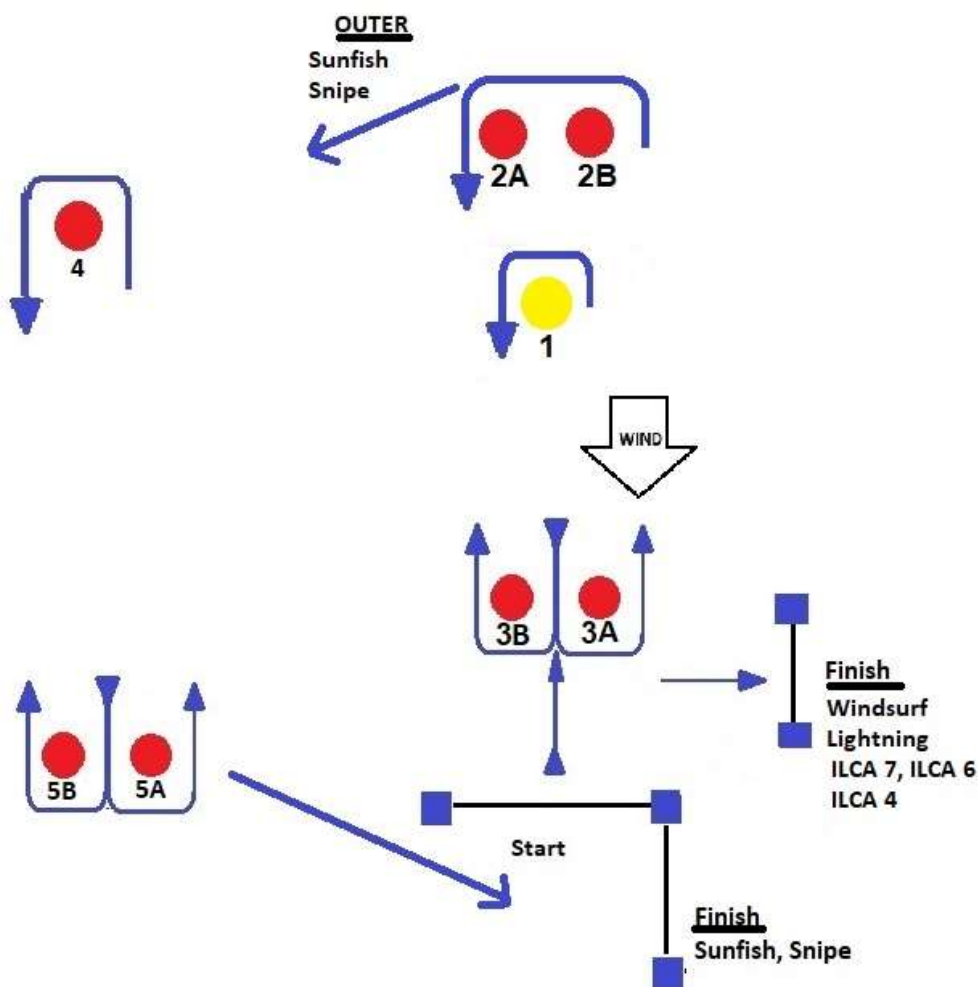 OUTER
Sunfish
Snipe
2A 2B
4
1
WIND
3B 3A
Finish
Windsurf
Lightning
ILCA 7, ILCA 6
ILCA 4
5B 5A
Start
Finish
Sunfish, Snipe